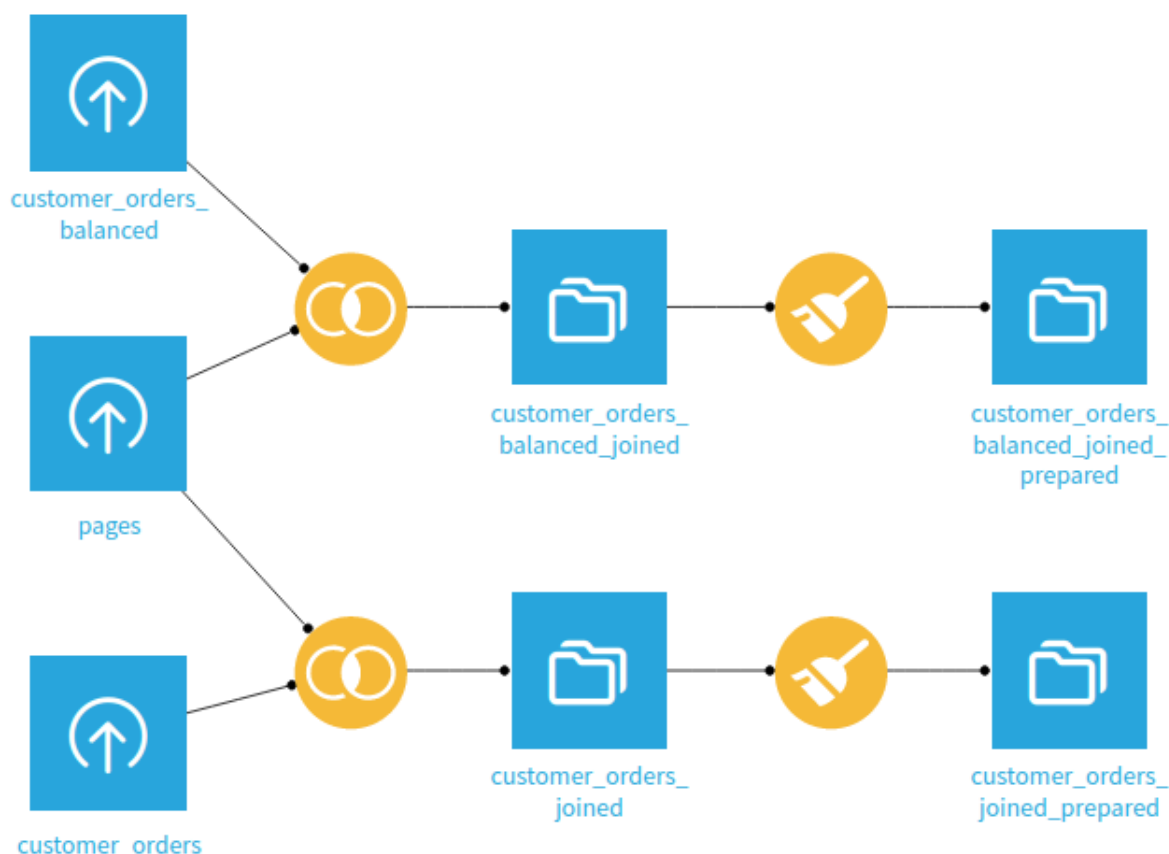 customer_orders_
balanced
customer_orders_
balanced_joined
customer_orders_
balanced_joined_
prepared
pages
customer_orders_
joined
customer_orders_
joined_prepared
customer_orders